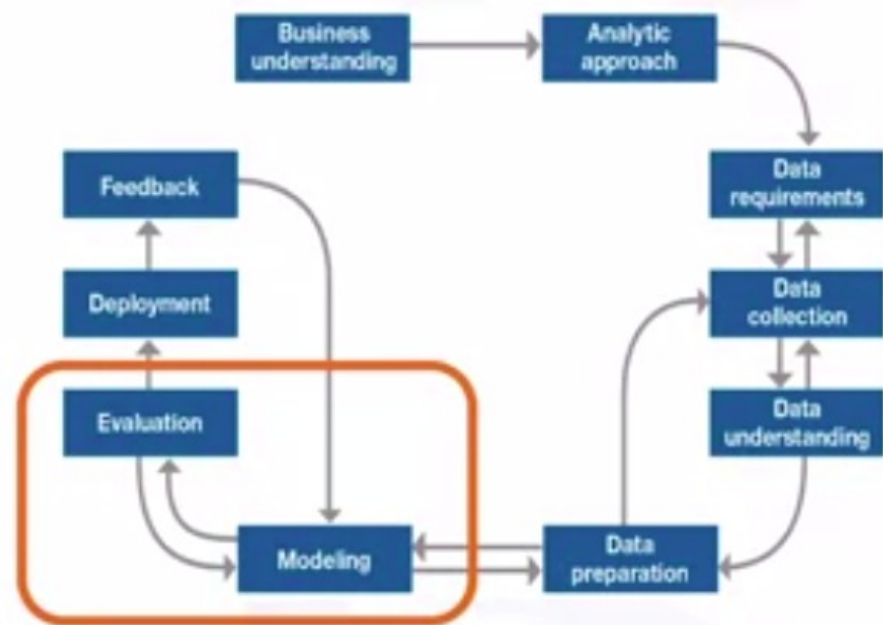 Business
understanding
Analytic
approach
Feedback
Data
requirements
Deployment
Data
collection
Evaluation
Data
understanding
Modeling
Data
preparation